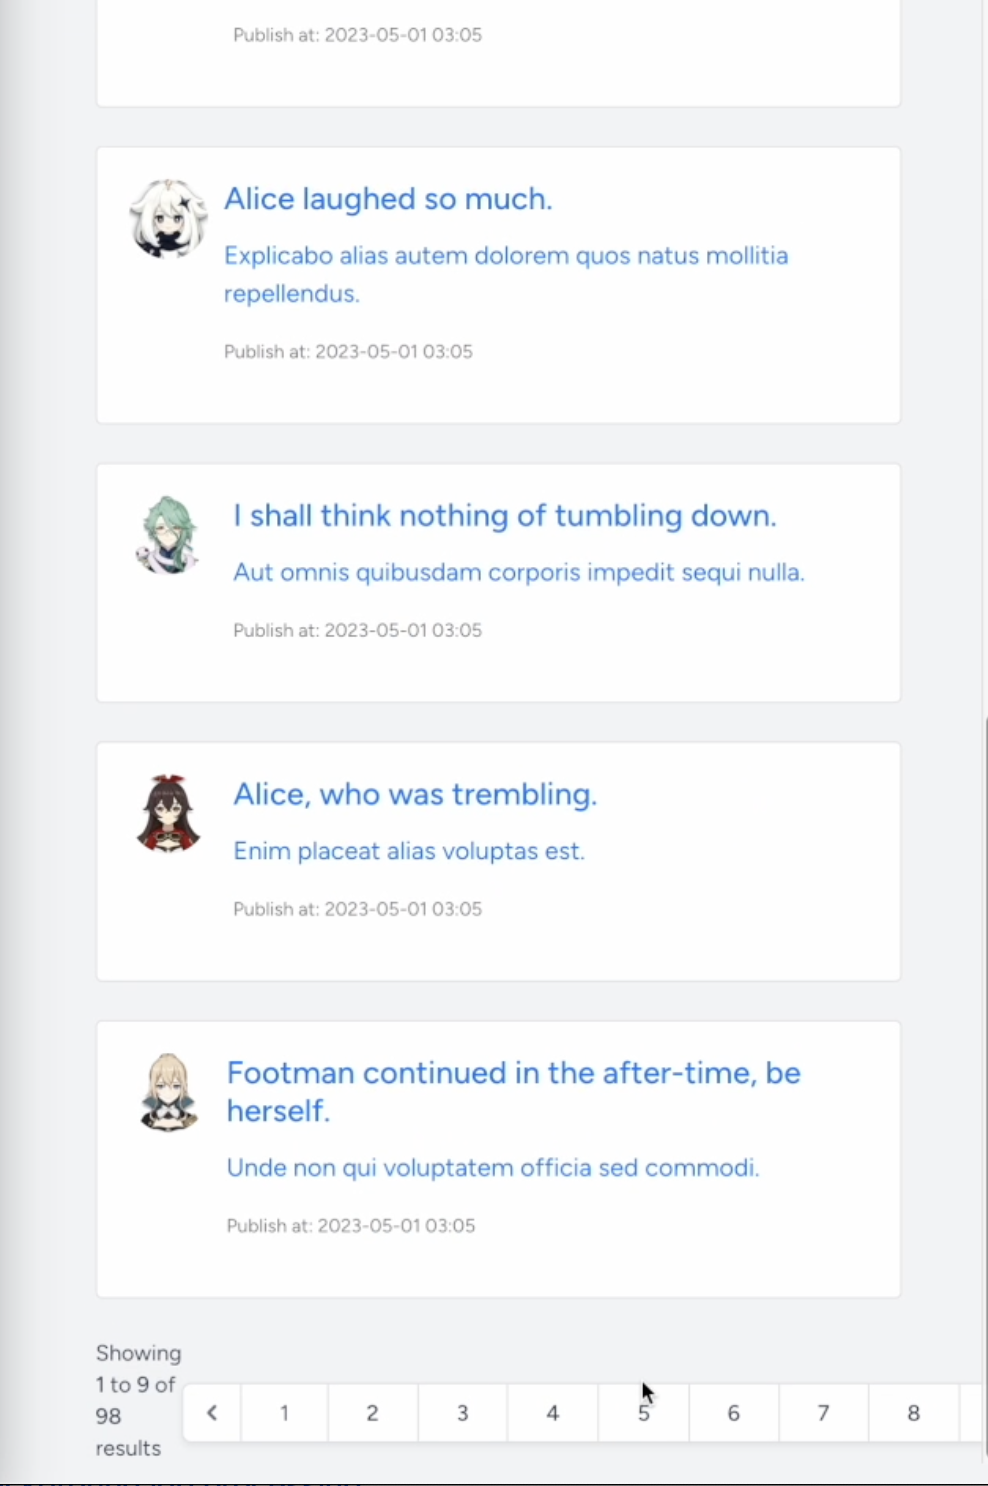 Publish at: 2023-05-01 03:05
Alice laughed so much.
Explicabo alias autem dolorem quos natus mollitia
repellendus.
Publish at: 2023-05-01 03:05
I shall think nothing of tumbling down.
Aut omnis quibusdam corporis impedit sequi nulla.
Publish at: 2023-05-01 03:05
Alice, who was trembling.
Enim placeat alias voluptas est.
Publish at: 2023-05-01 03:05
Footman continued in the after-time, be
herself.
Unde non qui voluptatem officia sed commodi.
Publish at: 2023-05-01 03:05
Showing
1 to 9 of
98
results
1 2 3 4 5 6 7 8